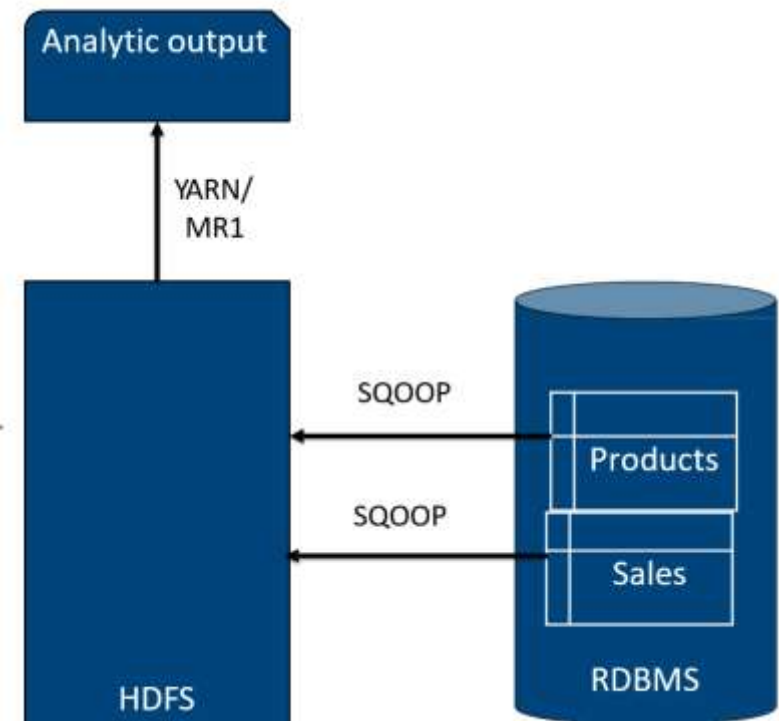 Analytic output
YARN/
MR1
SQOOP
Products
SQOOP
Sales
RDBMS
HDFS